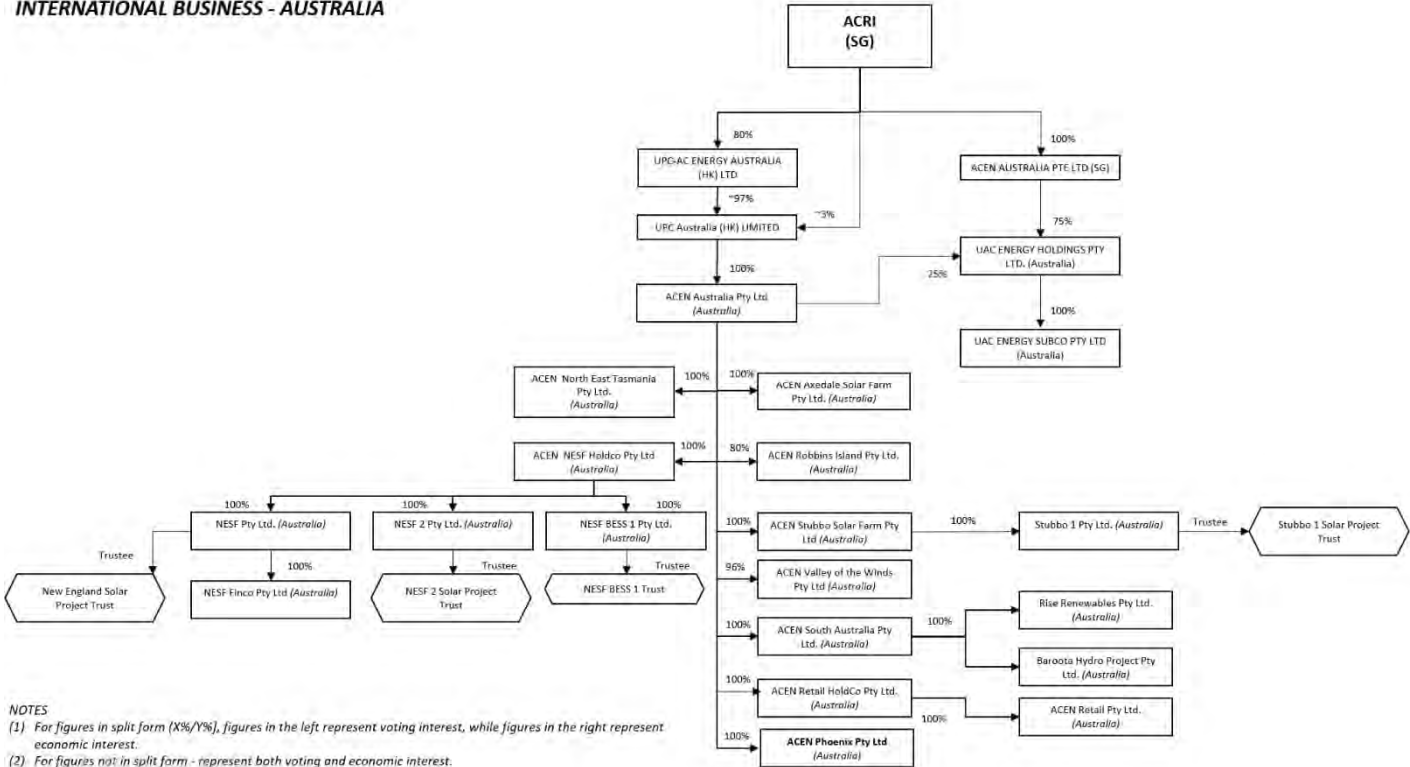 INTERNATIONAL BUSINESS - AUSTRALIA
ACRI
(SG)
80%
100%
UPC-AC ENERGY AUSTRALIA
(HK) LTD
ACEN AUSTRALIA PTE LTD (SG)
~97%
~3%
75%
UPC Australia (HK) LIMITED
UAC ENERGY HOLDINGS PTY
LTD. (Australia)
100%
25%
ACEN Australia Pty Ltd
(Australia)
100%
UAC ENERGY SUBCO PTY LTD
(Australia)
ACEN North East Tasmania
Pty Ltd.
(Australia)
100%
100%
ACEN Axedale Solar Farm
Pty Ltd. (Australia)
ACEN NESF Holdco Pty Ltd
(Australia)
100%
80%
ACEN Robbins Island Pty Ltd.
(Australia)
100%
100%
100%
NESF Pty Ltd. (Australia)
NESF 2 Pty Ltd. (Australia)
NESF BESS 1 Pty Ltd.
(Australia)
100%
ACEN Stubbo Solar Farm Pty
Ltd (Australia)
100%
Stubbo 1 Pty Ltd. (Australia)
Trustee
Stubbo 1 Solar Project
Trust
Trustee
100%
Trustee
Trustee
New England Solar
Project Trust
NESF Finco Pty Ltd (Australia)
NESF 2 Solar Project
Trust
NESF BESS 1 Trust
96%
ACEN Valley of the Winds
Pty Ltd (Australia)
100%
ACEN South Australia Pty
Ltd. (Australia)
100%
Rise Renewables Pty Ltd.
(Australia)
Baroota Hydro Project Pty
Ltd. (Australia)
100%
ACEN Retail HoldCo Pty Ltd.
(Australia)
100%
ACEN Retail Pty Ltd.
(Australia)
100%
ACEN Phoenix Pty Ltd
(Australia)
NOTES
(1) For figures in split form (X%/Y%), figures in the left represent voting interest, while figures in the right represent
economic interest.
(2) For figures not in split form - represent both voting and economic interest.